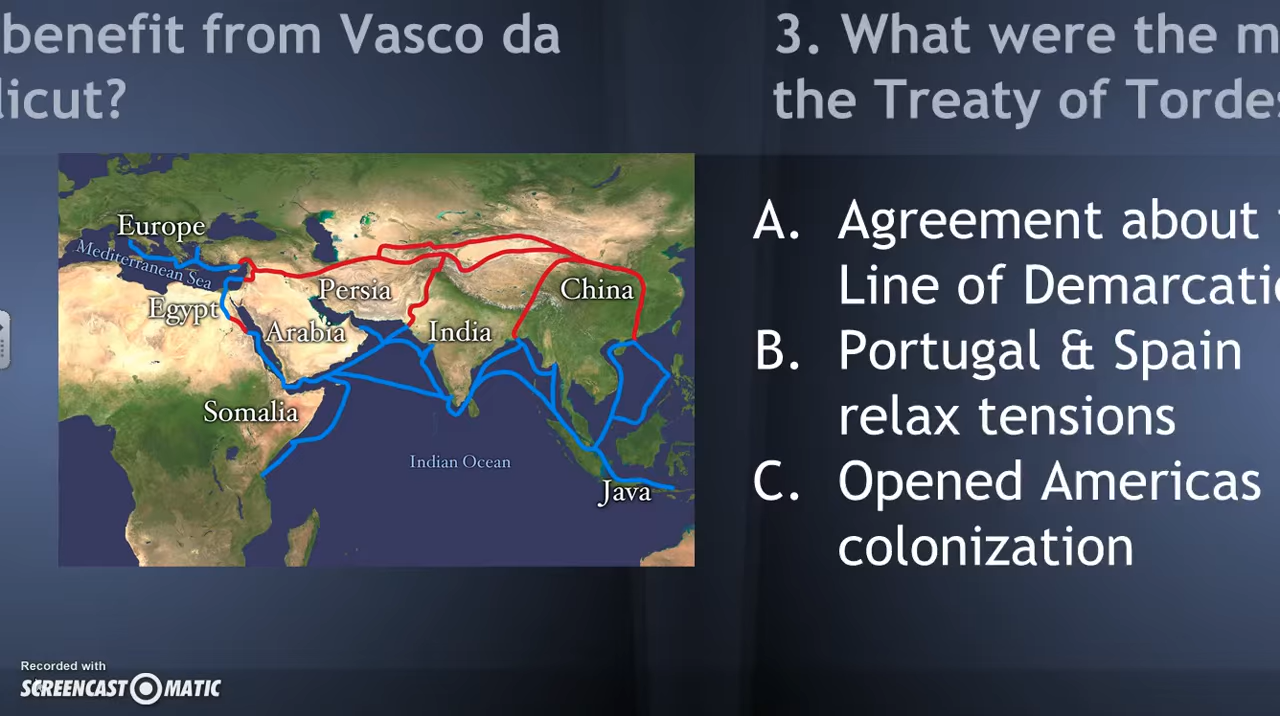 benefit from Vasco da
licut?
Europe
Mediterranean Sea
Egypt
Persia
Arabia
India
China
Somalia
Indian Ocean
Java
3. What were the m
the Treaty of Tordes
A. Agreement about
Line of Demarcati
B. Portugal & Spain
relax tensions
C. Opened Americas
colonization
Recorded with
SCREENCAST O MATIC